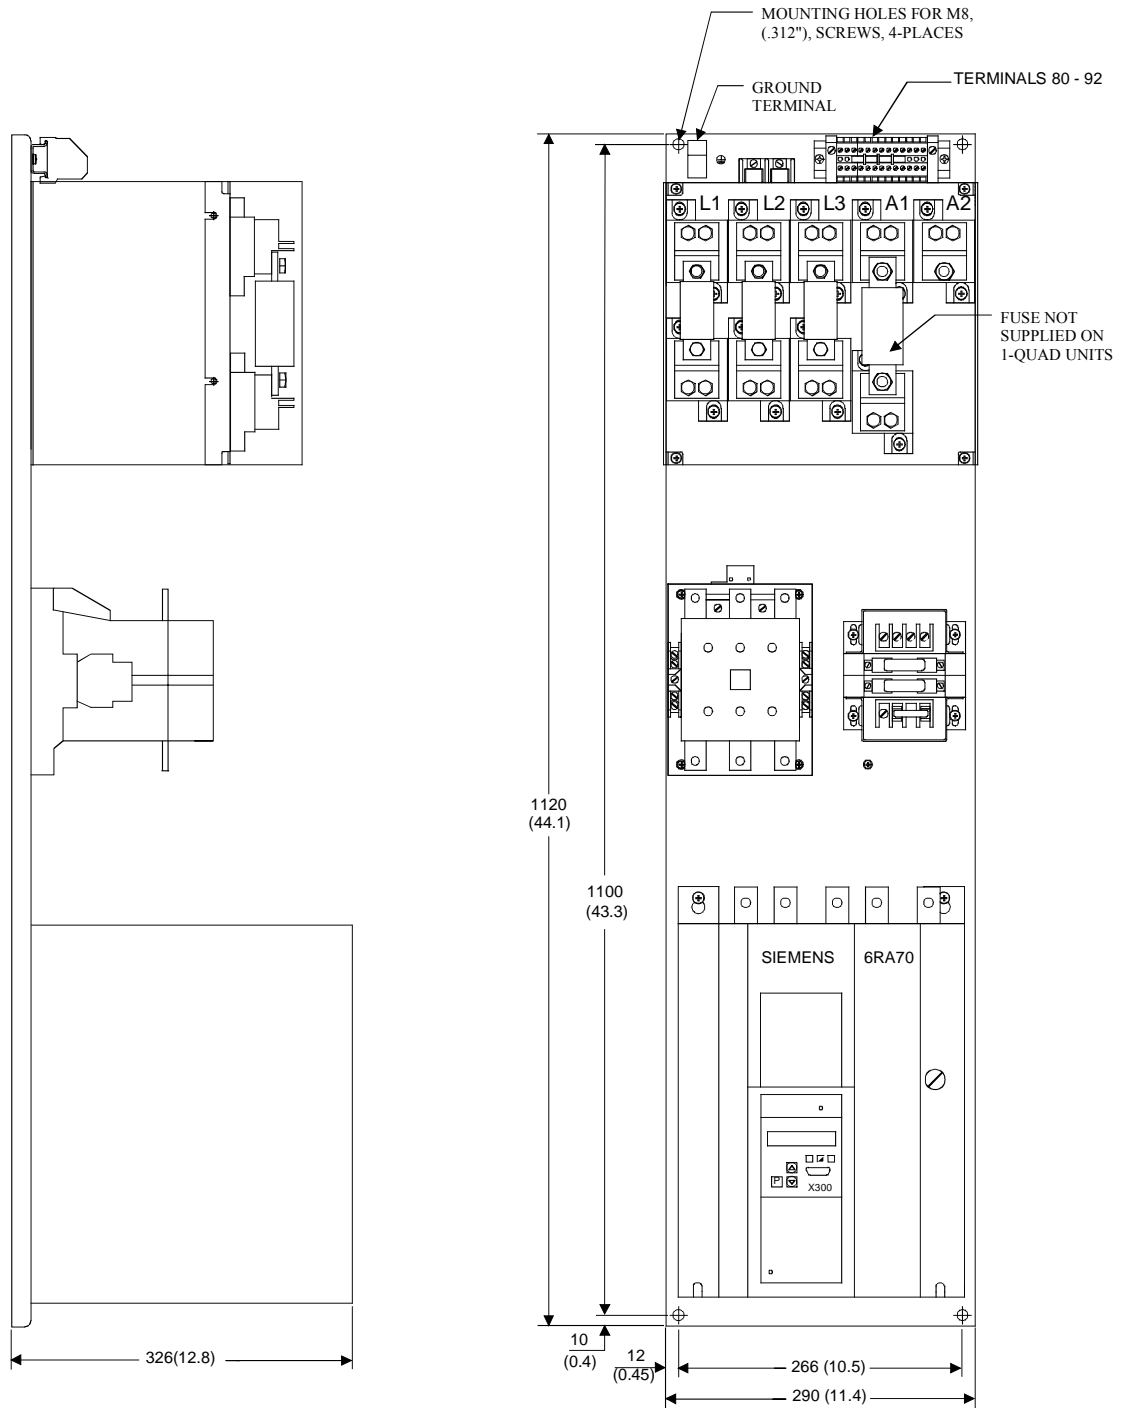 MOUNTING HOLES FOR M8,
(.312"), SCREWS, 4-PLACES
GROUND
TERMINAL
TERMINALS 80 - 92
L1 L2 L3 A1 A2
FUSE NOT
SUPPLIED ON
1-QUAD UNITS
1120
(44.1)
1100
(43.3)
SIEMENS 6RA70
P
X300
10
(0.4)
12
(0.45)
326(12.8)
266 (10.5)
290 (11.4)